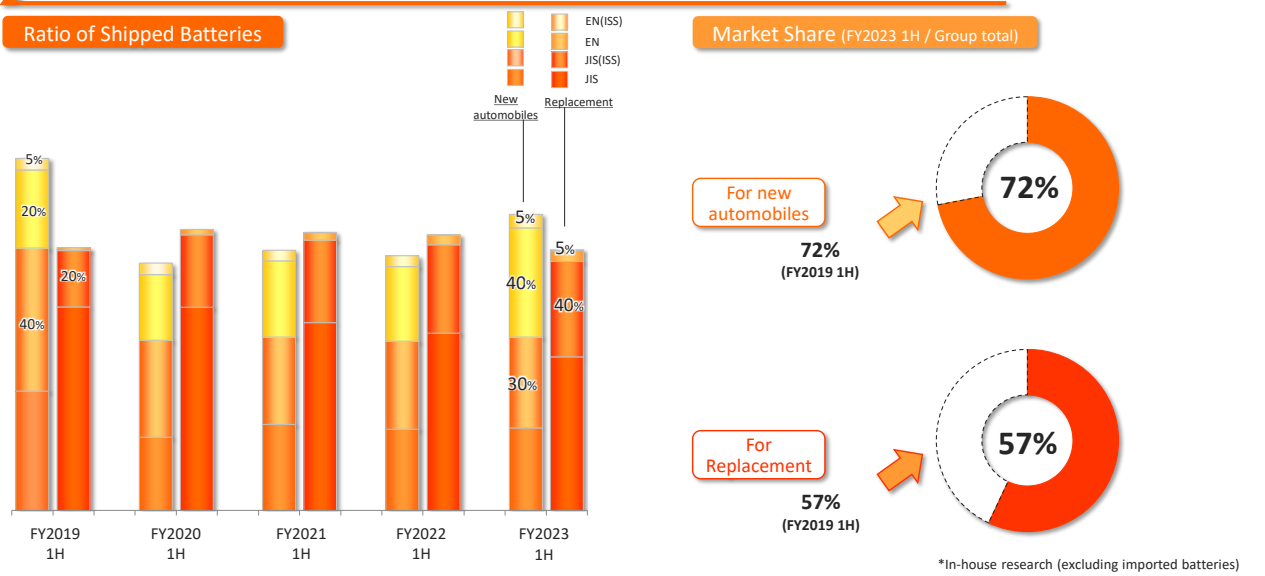 Ratio of Shipped Batteries
EN(ISS)
EN
JIS(ISS)
JIS
New
automobiles
Replacement
5%
20%
40%
20%
5%
40%
30%
5%
40%
FY2019
1H
FY2020
1H
FY2021
1H
FY2022
1H
FY2023
1H
Market Share (FY2023 1H / Group total)
For new
automobiles
72%
(FY2019 1H)
72%
For
Replacement
57%
(FY2019 1H)
57%
*In-house research (excluding imported batteries)